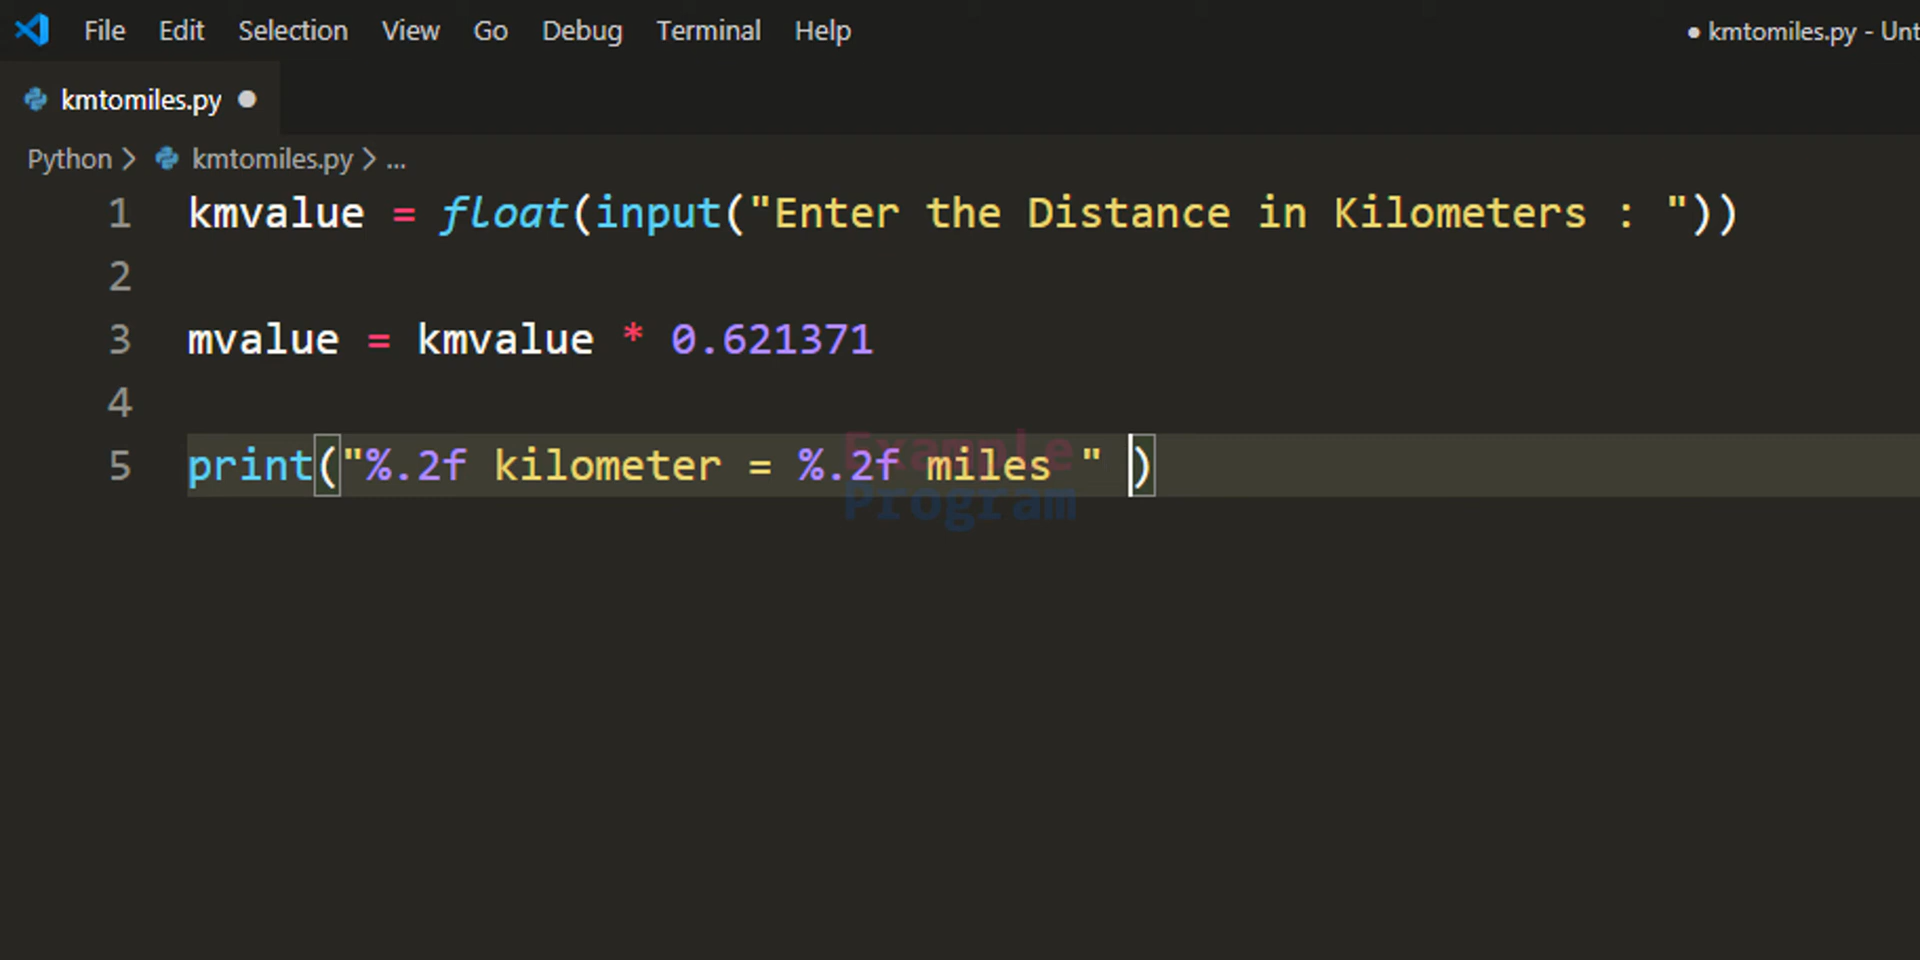 File Edit Selection View Go Debug Terminal Help
● kmtomiles.py - Unt
kmtomiles.py ●
Python > kmtomiles.py > ...
1 kmvalue = float(input("Enter the Distance in Kilometers : "))
2
3 mvalue = kmvalue * 0.621371
4
5 print("%.2f kilometer = %.2f miles " )
Example
Program